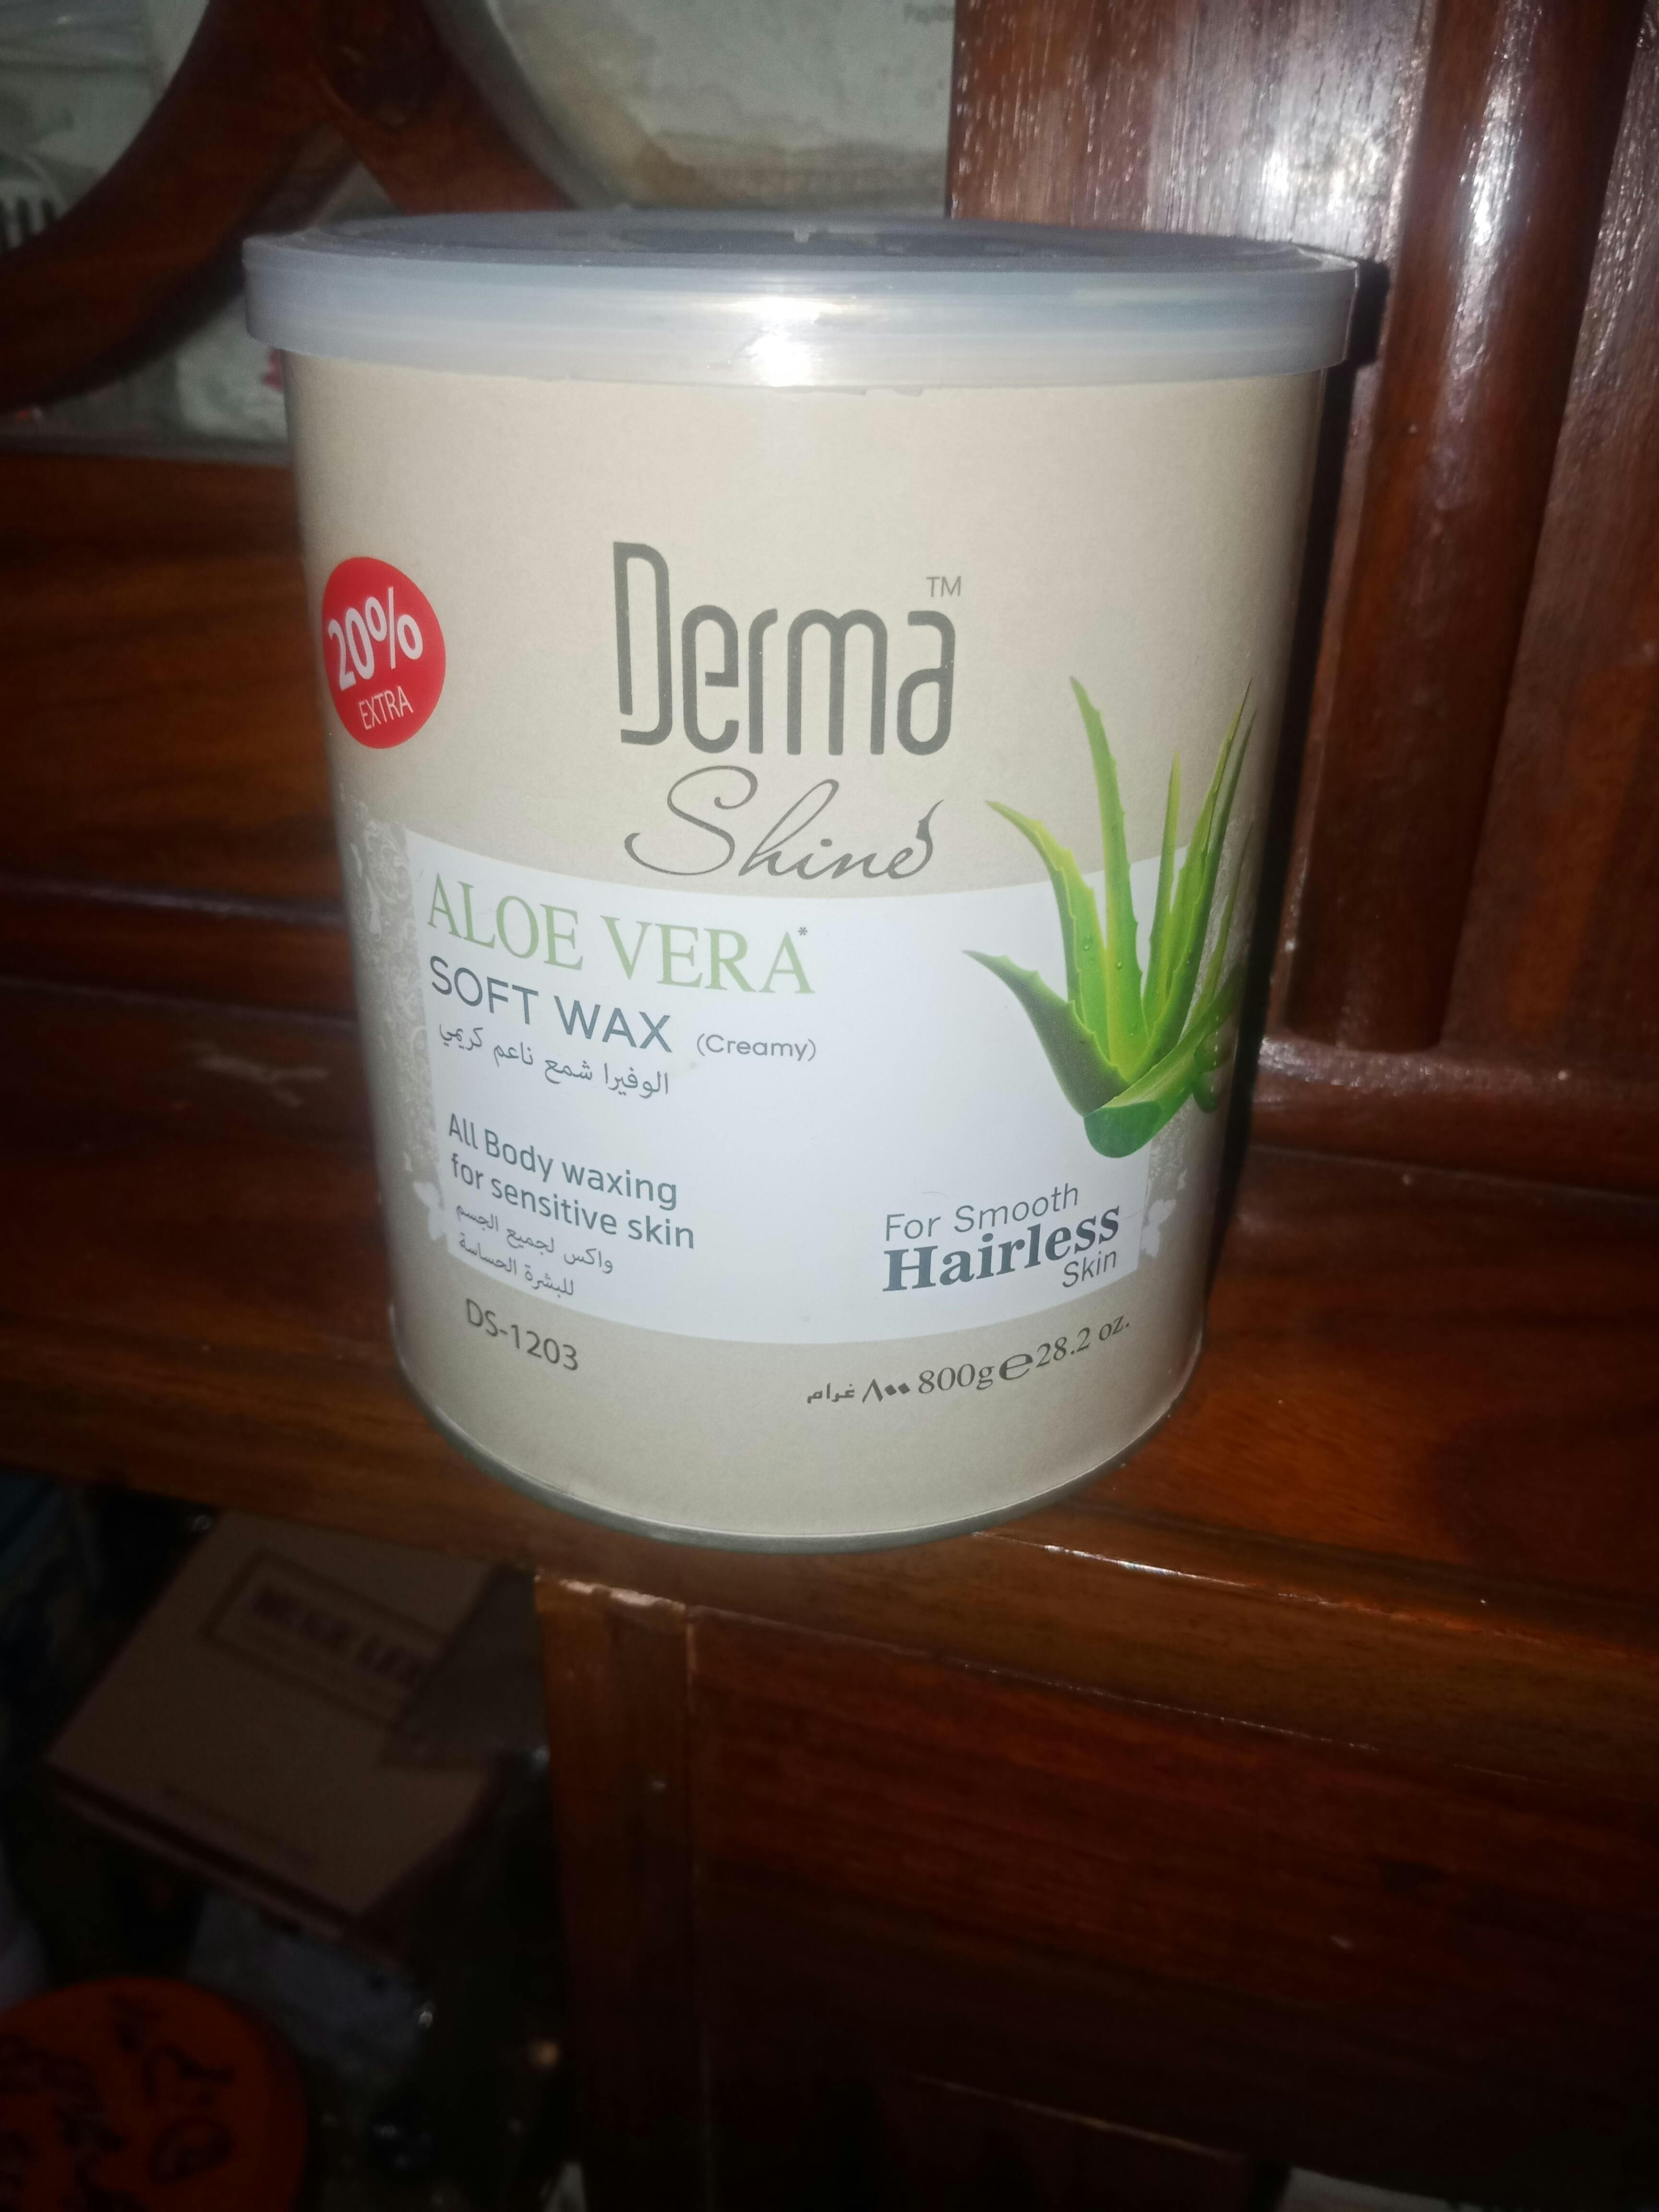 20%
EXTRA
Derma™
Shine
ALOE VERA*
SOFT WAX (Creamy)
الوفيرا شمع ناعم كريمي
All Body waxing
for sensitive skin
واكس لجميع الجسم
للبشرة الحساسة
For Smooth
Hairless
Skin
DS-1203
٨٠٠ غرام 800g℮28.2 oz.